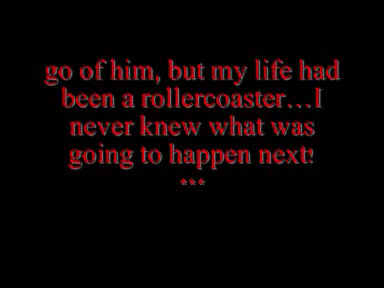 go of him, but my life had
been a rollercoaster…I
never knew what was
going to happen next!
***